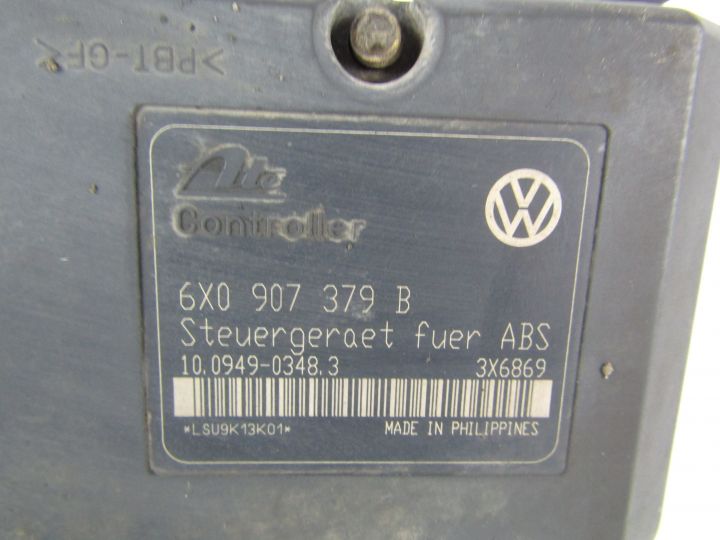 >PBT-GF<
Ate
Controller
VW
6X0 907 379 B
Steuergeraet fuer ABS
10.0949-0348.3 3X6869
*LSU9K13K01*
MADE IN PHILIPPINES